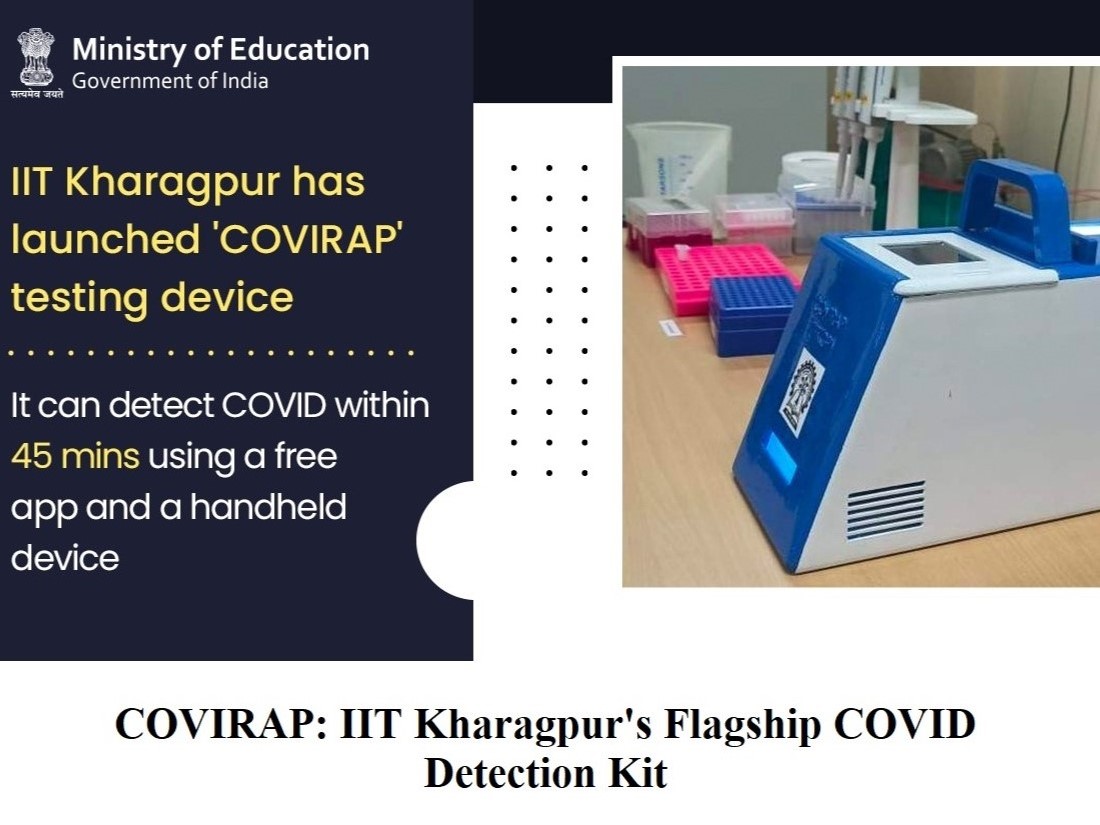 Ministry of Education
Government of India
सत्यमेव जयते
IIT Kharagpur has
launched 'COVIRAP'
testing device
It can detect COVID within
45 mins using a free
app and a handheld
device
TARSONS
COVIRAP: IIT Kharagpur's Flagship COVID
Detection Kit